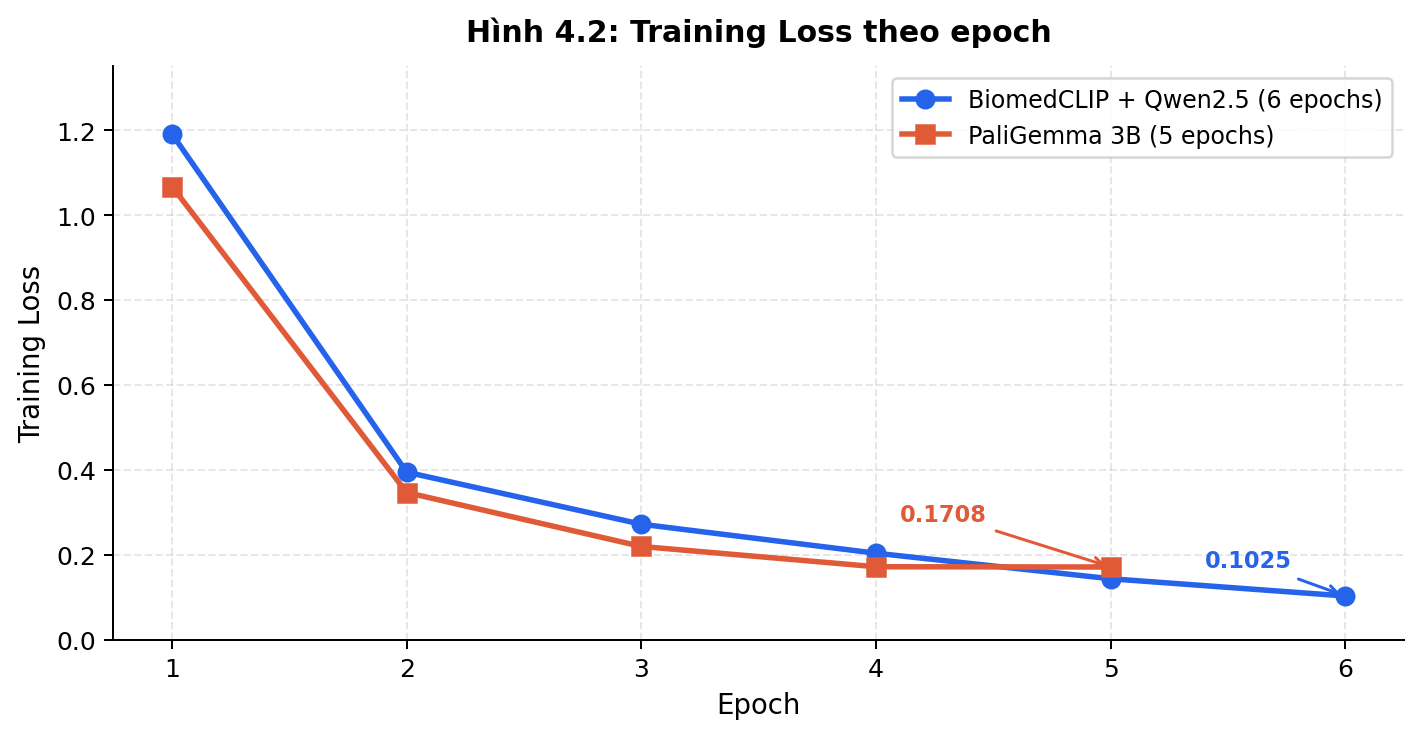 Hình 4.2: Training Loss theo epoch
BiomedCLIP + Qwen2.5 (6 epochs)
PaliGemma 3B (5 epochs)
Training Loss
1.2
1.0
0.8
0.6
0.4
0.2
0.0
0.1708
0.1025
1 2 3 4 5 6
Epoch